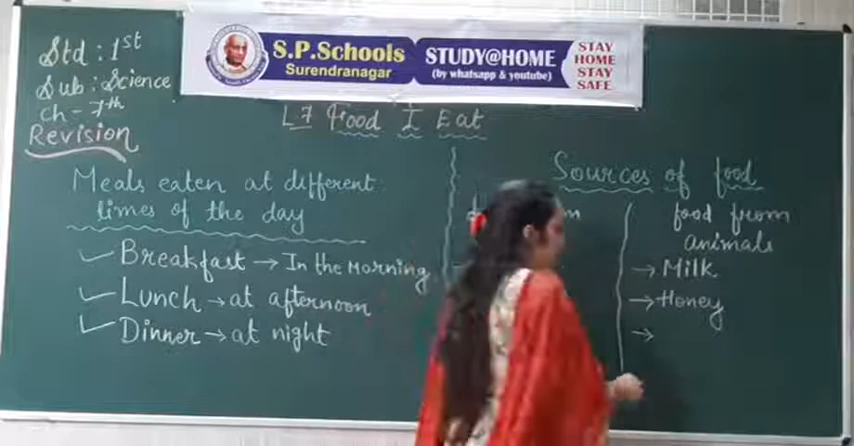 Std : 1st
Sub : Science
ch - 7th
Revision
S.P.Schools
Surendranagar
STUDY@HOME
(by whatsapp & youtube)
STAY
HOME
STAY
SAFE
L 7 Food I Eat
Meals eaten at different
times of the day
Breakfast → In the Morning
Lunch → at afternoon
Dinner → at night
Sources of food
food from
animals
→ Milk
→ Honey
→